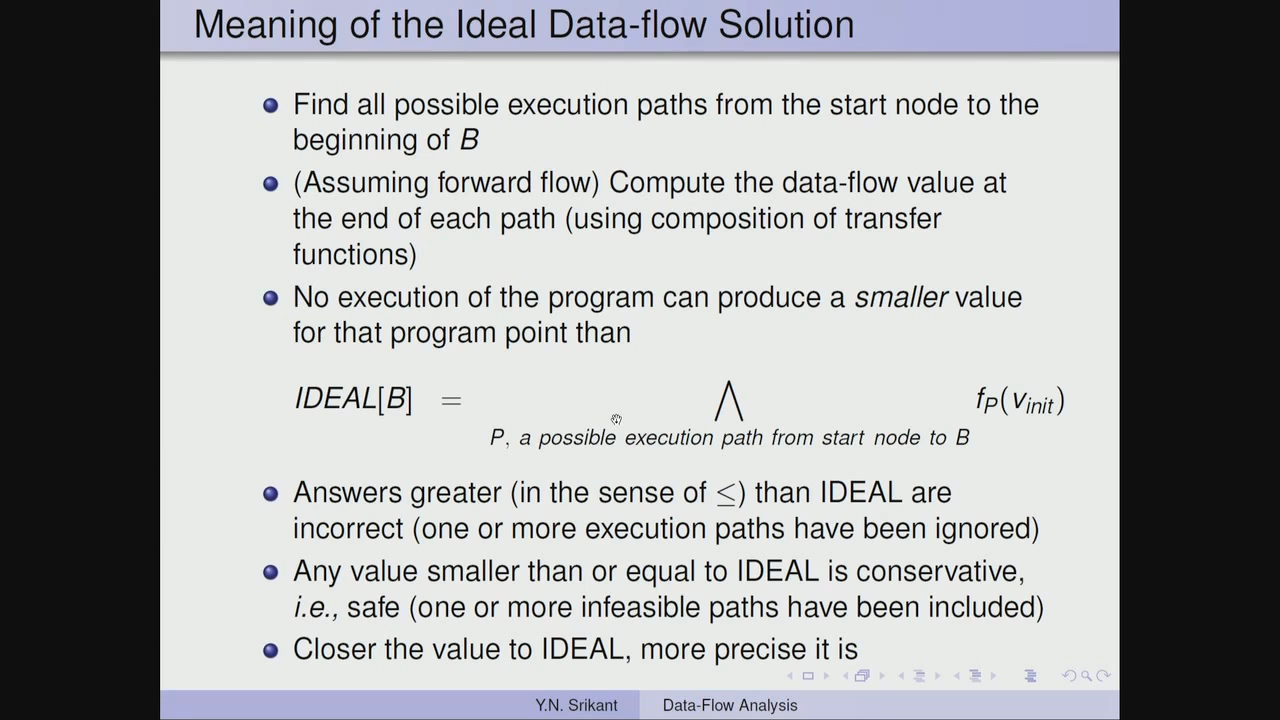 Meaning of the Ideal Data-flow Solution
Find all possible execution paths from the start node to the
beginning of B
(Assuming forward flow) Compute the data-flow value at
the end of each path (using composition of transfer
functions)
No execution of the program can produce a smaller value
for that program point than
IDEAL[B] = ⋀ f_P(v_init)
P, a possible execution path from start node to B
Answers greater (in the sense of ≤) than IDEAL are
incorrect (one or more execution paths have been ignored)
Any value smaller than or equal to IDEAL is conservative,
i.e., safe (one or more infeasible paths have been included)
Closer the value to IDEAL, more precise it is
Y.N. Srikant Data-Flow Analysis